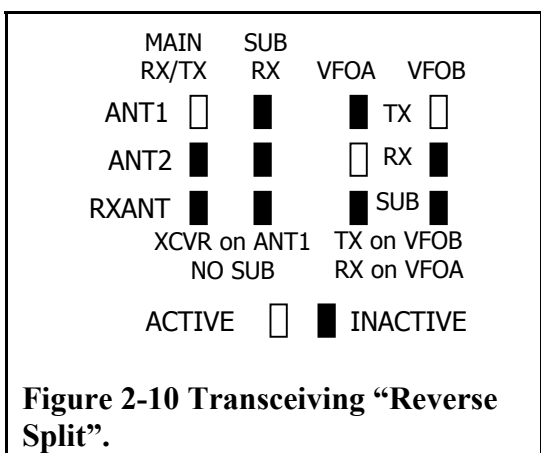 MAIN SUB
RX/TX RX VFOA VFOB
ANT1 TX
ANT2 RX
RXANT SUB
XCVR on ANT1 TX on VFOB
NO SUB RX on VFOA
ACTIVE INACTIVE
Figure 2-10 Transceiving “Reverse
Split”.